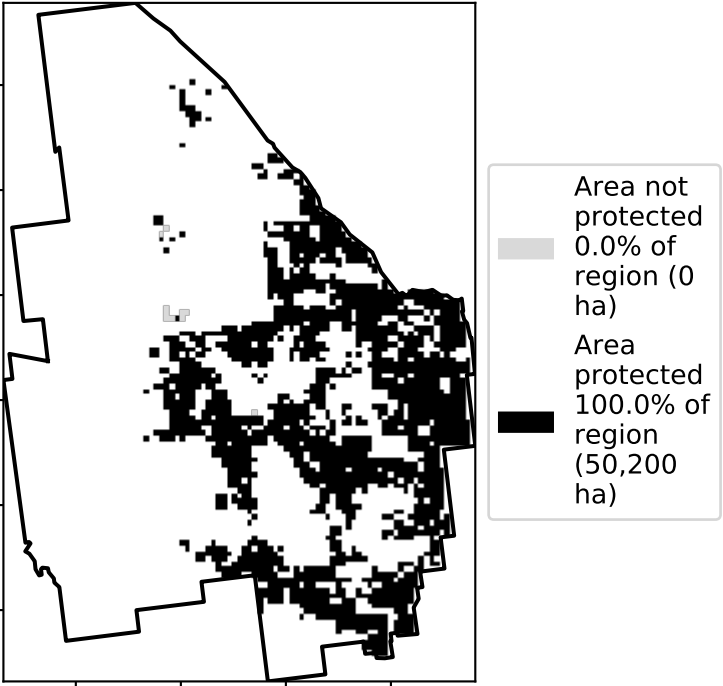 Area not
protected
0.0% of
region (0
ha)
Area
protected
100.0% of
region
(50,200
ha)